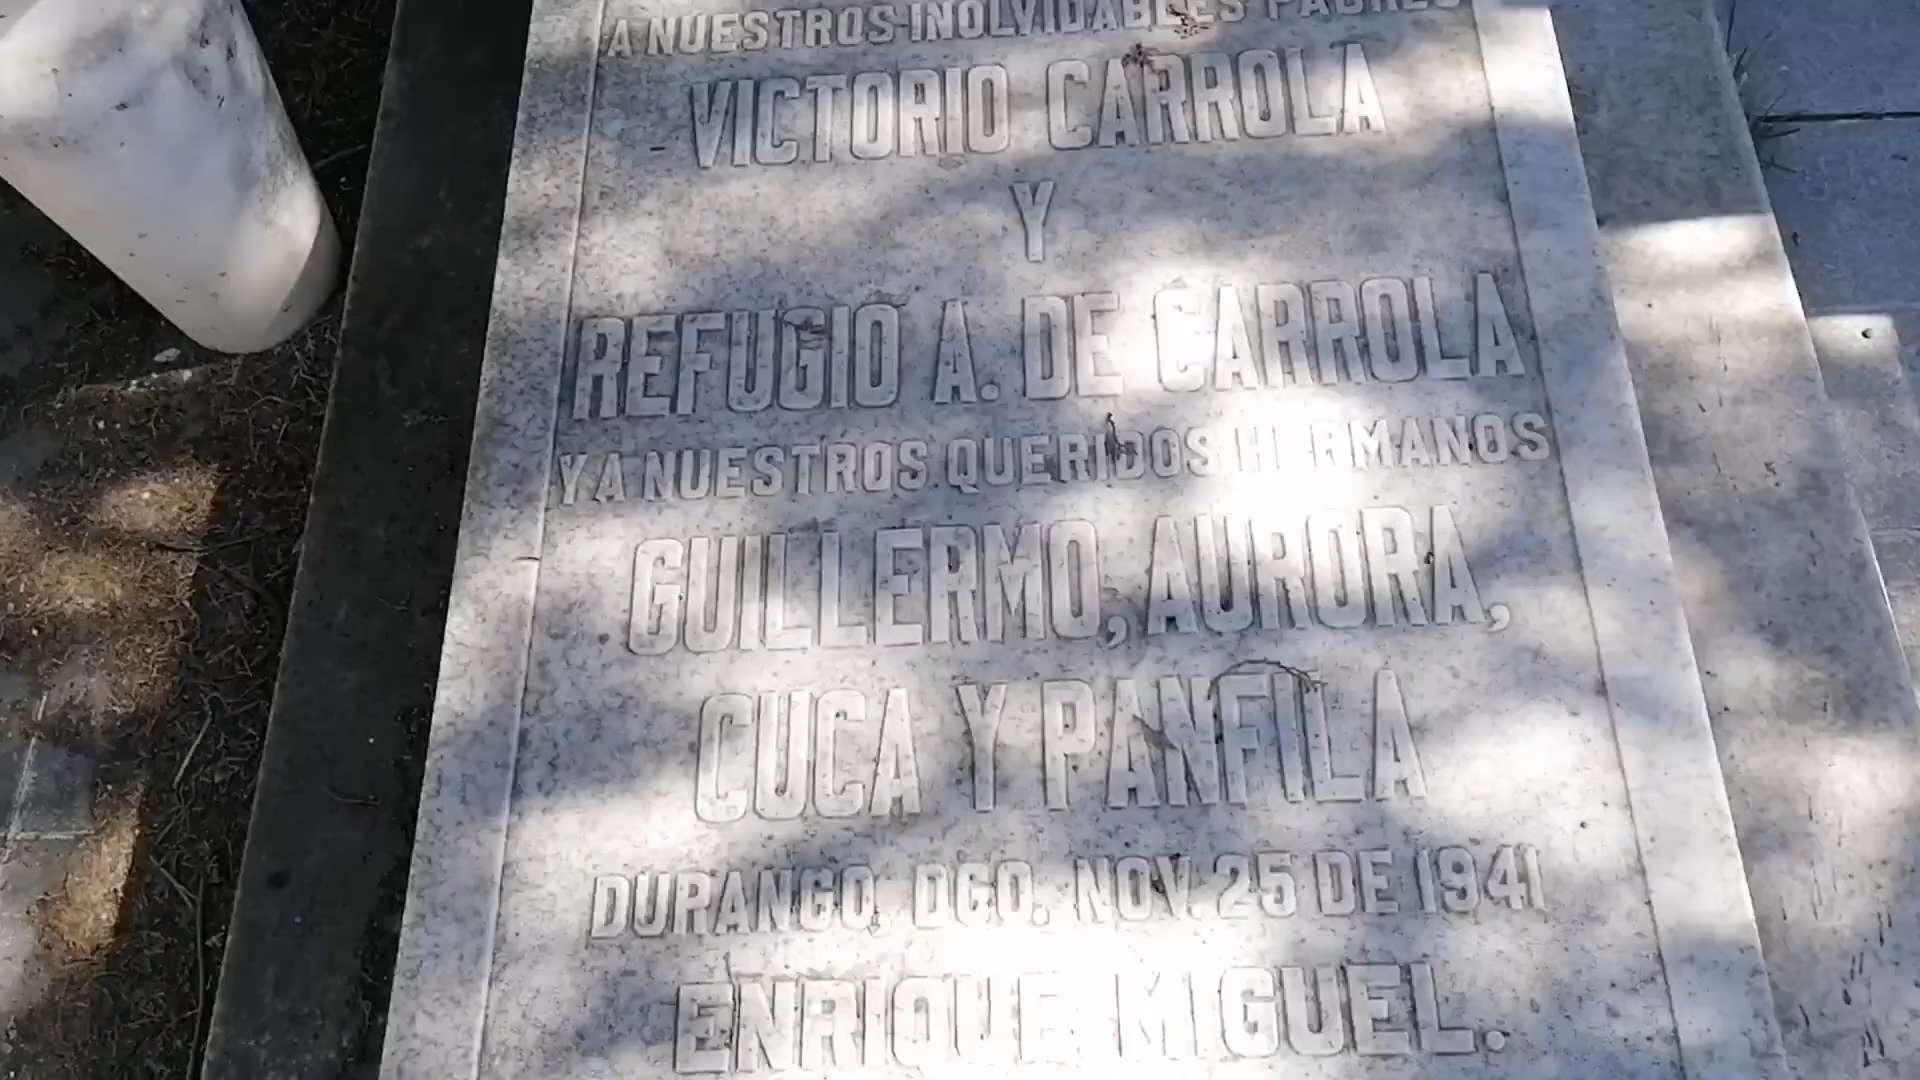 A NUESTROS INOLVIDABLES PADRES
VICTORIO CARROLA
Y
REFUGIO A. DE CARROLA
Y A NUESTROS QUERIDOS HERMANOS
GUILLERMO, AURORA,
CUCA Y PANFILA
DURANGO, DGO. NOV. 25 DE 1941
ENRIQUE MIGUEL.